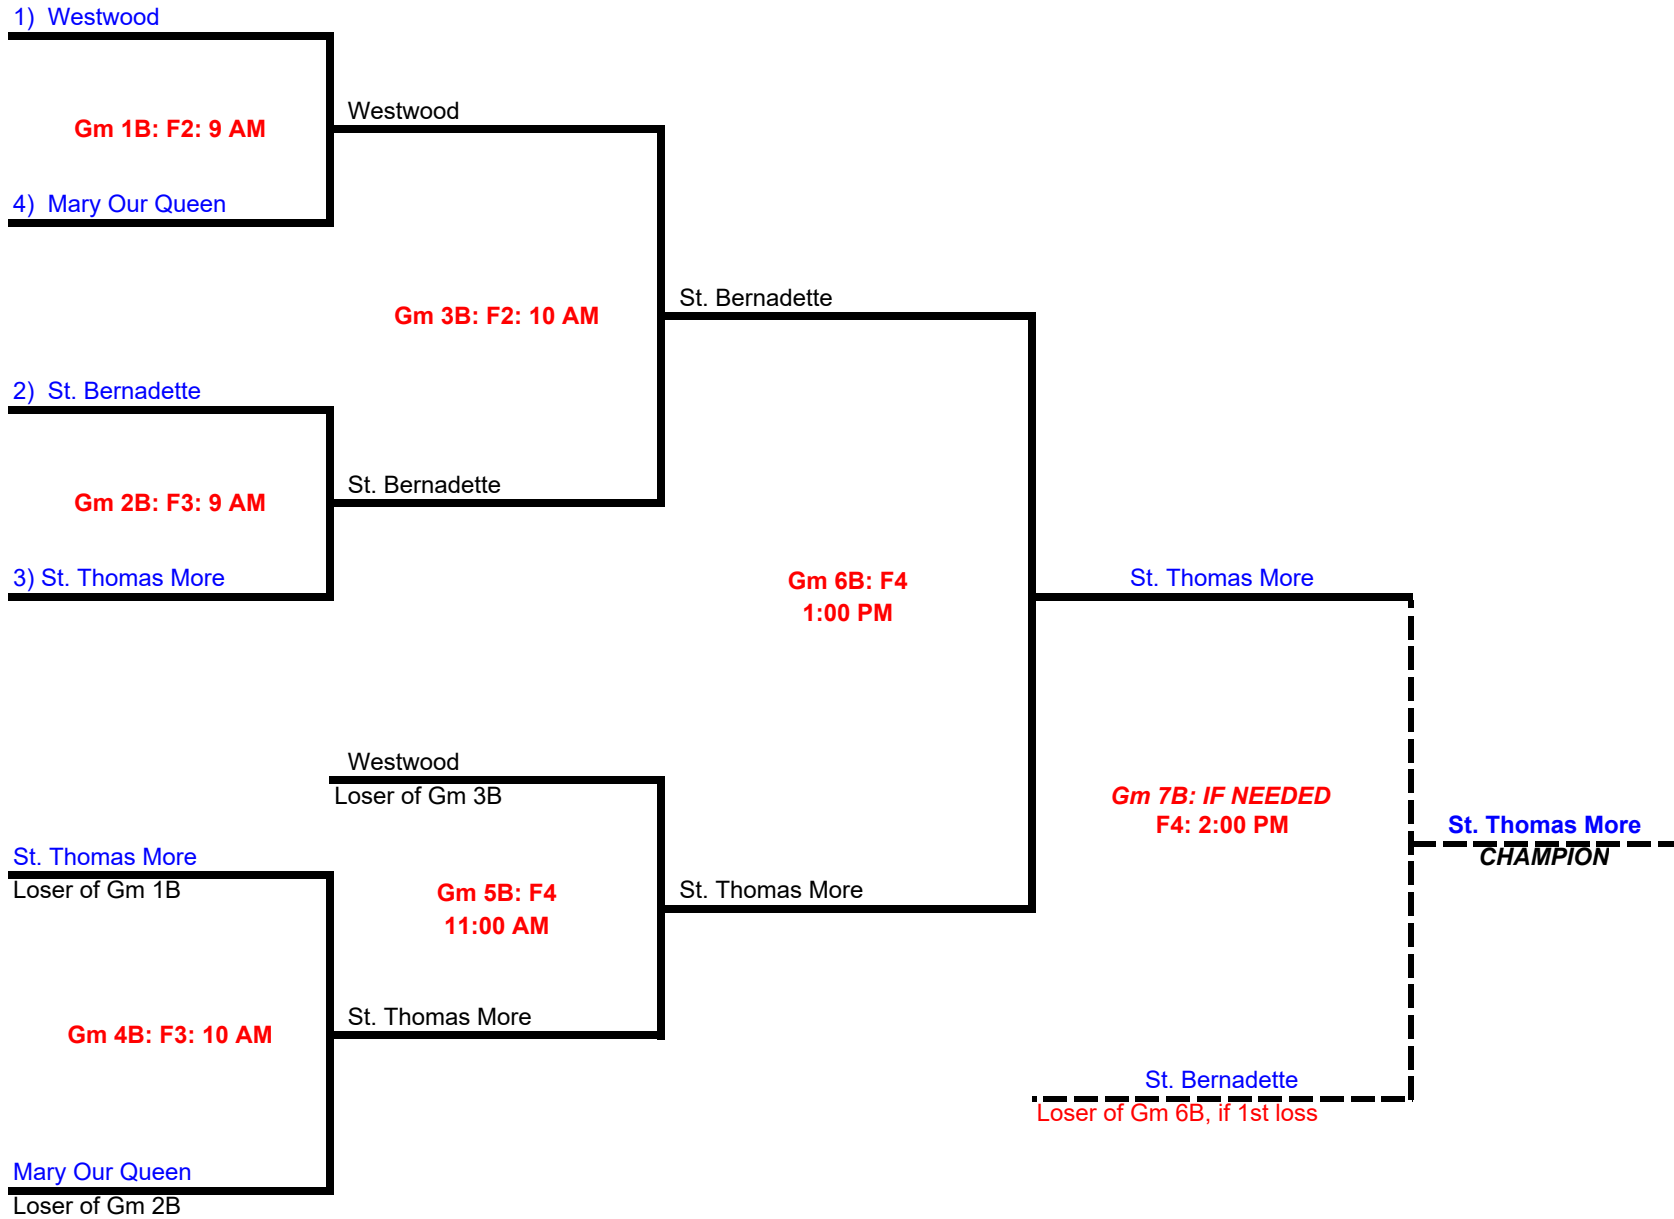 1)  Westwood
Westwood
Gm 1B: F2: 9 AM
4)  Mary Our Queen
St. Bernadette
Gm 3B: F2: 10 AM
2)  St. Bernadette
St. Bernadette
Gm 2B: F3: 9 AM
3) St. Thomas More
Gm 6B: F4
1:00 PM
St. Thomas More
Westwood
Loser of Gm 3B
Gm 7B: IF NEEDED
F4: 2:00 PM
St. Thomas More
CHAMPION
St. Thomas More
Loser of Gm 1B
Gm 5B: F4
11:00 AM
St. Thomas More
St. Thomas More
Gm 4B: F3: 10 AM
St. Bernadette
Loser of Gm 6B, if 1st loss
Mary Our Queen
Loser of Gm 2B